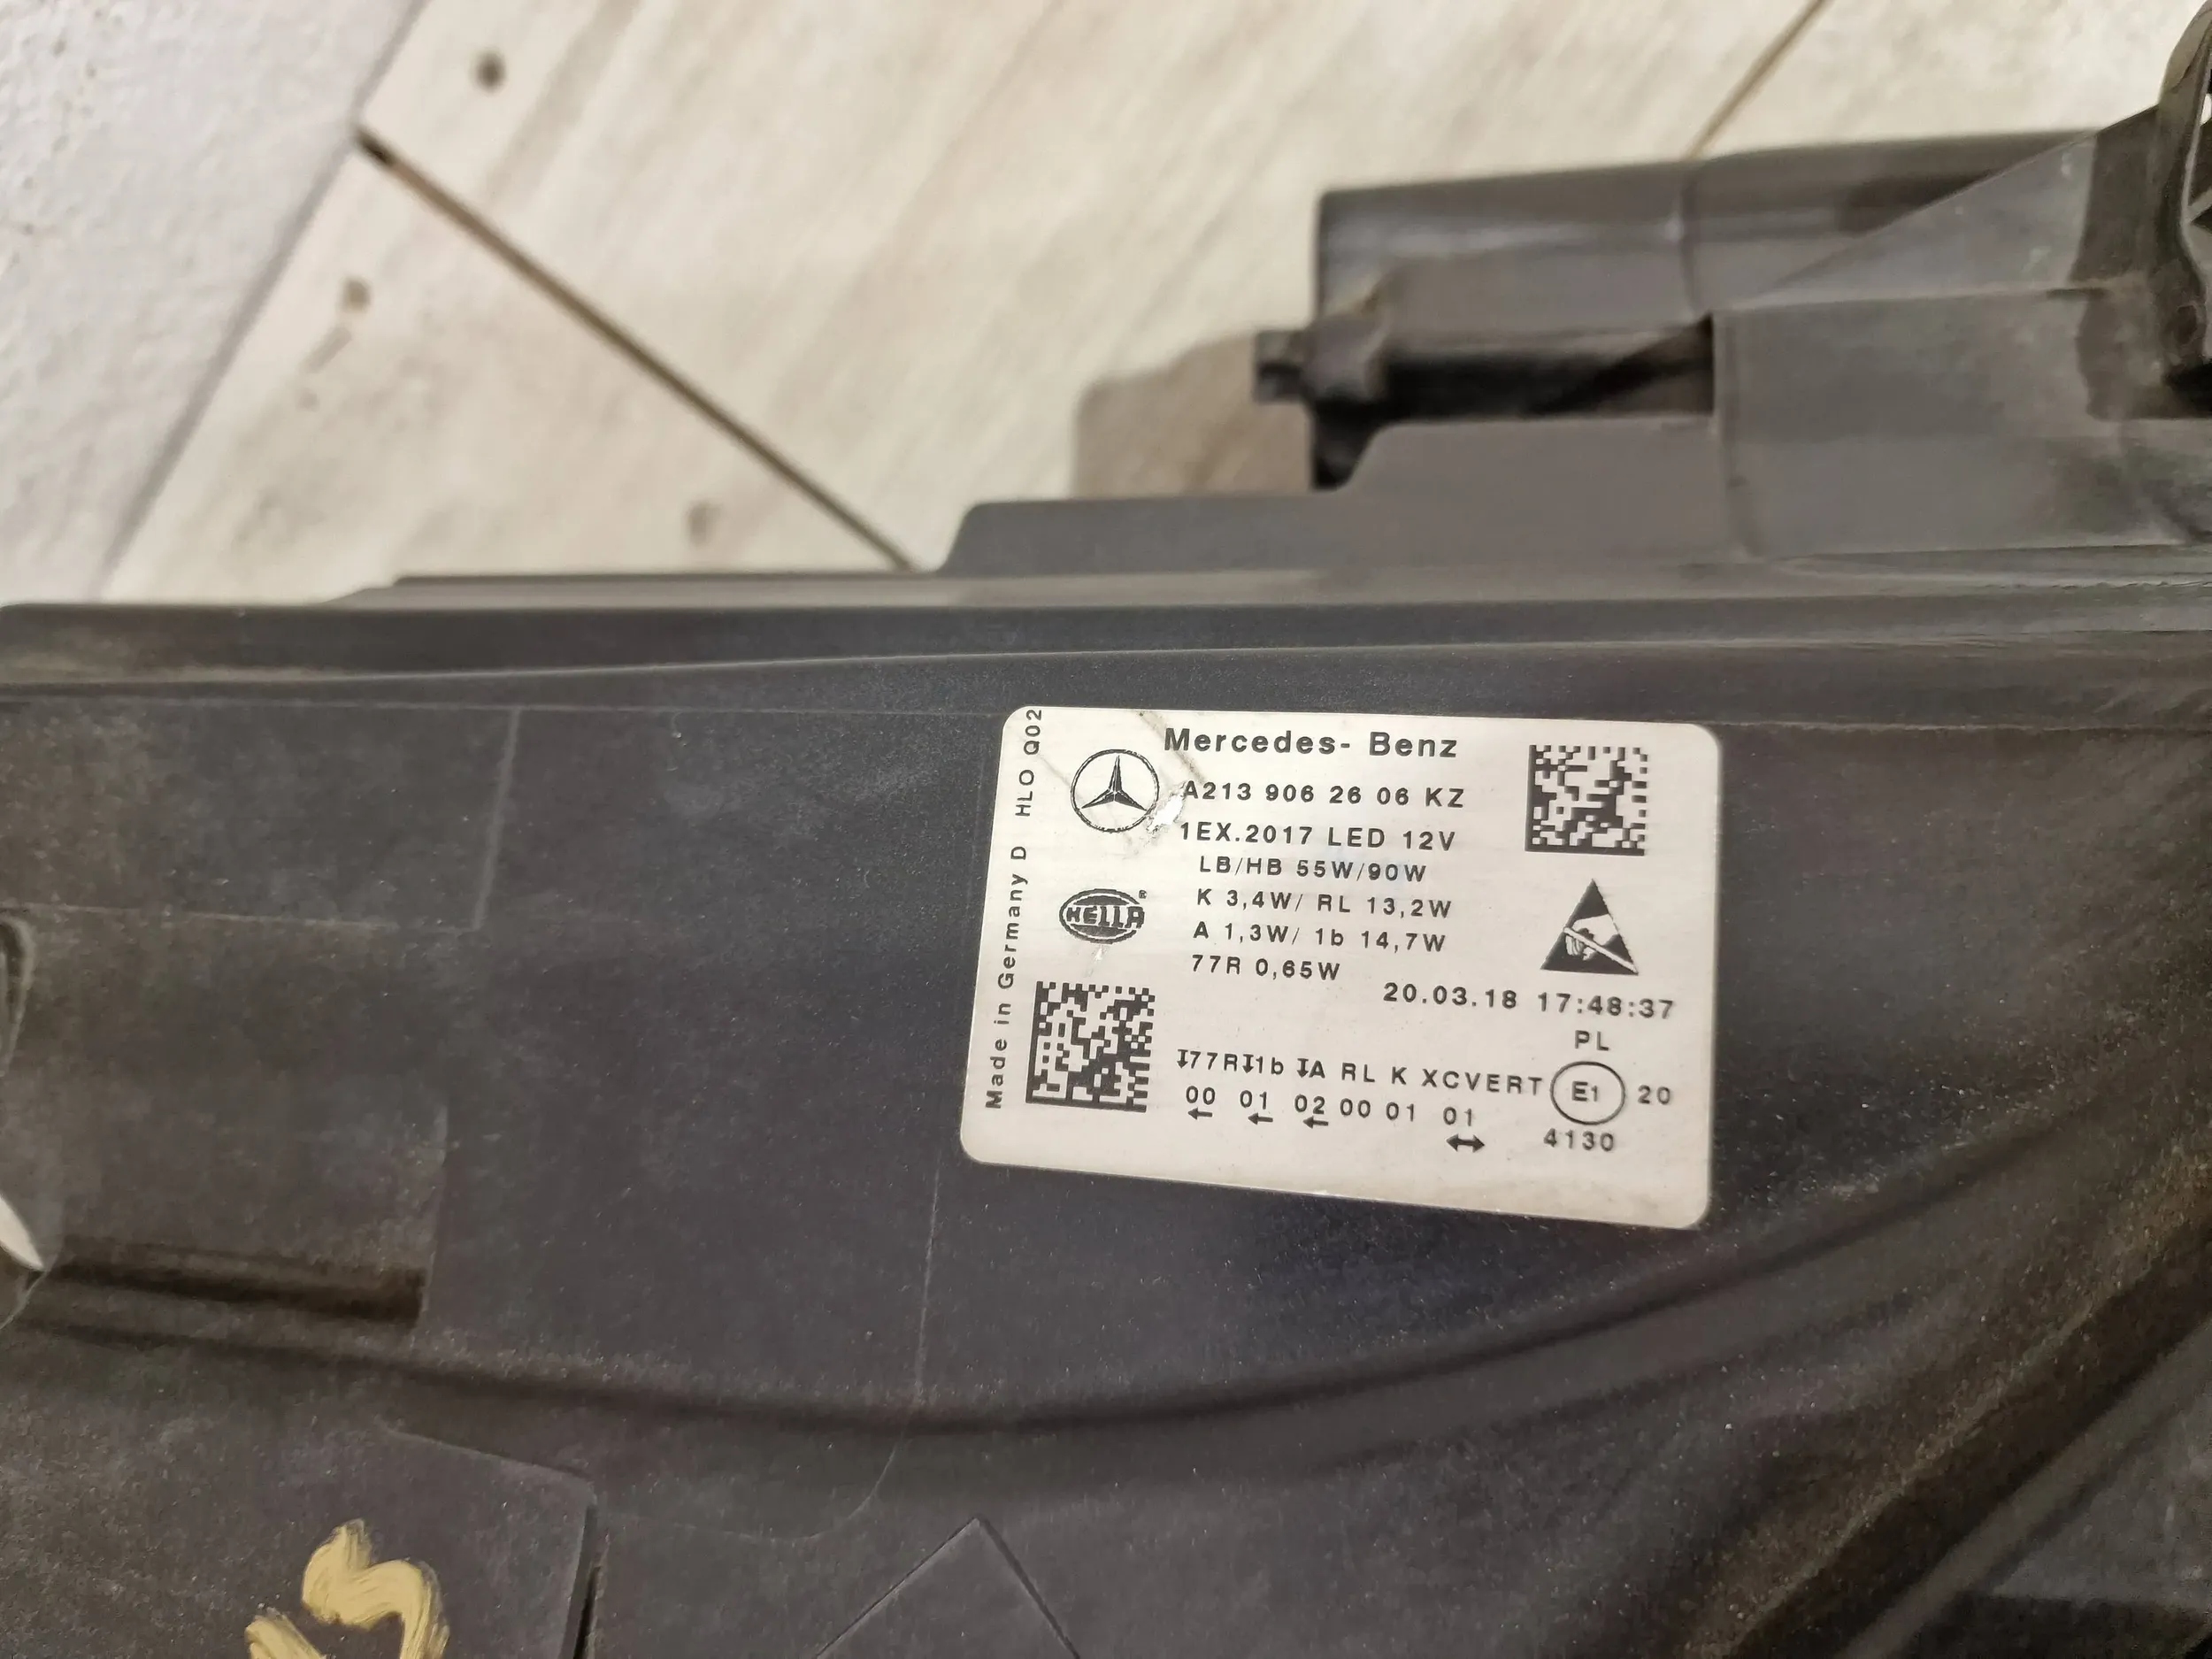 Mercedes- Benz
A213 906 26 06 KZ
1EX.2017 LED 12V
LB/HB 55W/90W
K 3,4W/ RL 13,2W
A 1,3W/ 1b 14,7W
77R 0,65W
HELLA®
Made in Germany D HLO Q02
20.03.18 17:48:37
PL
77R 1b A RL K XCVERT E1 20
00 01 02 00 01 01
4130